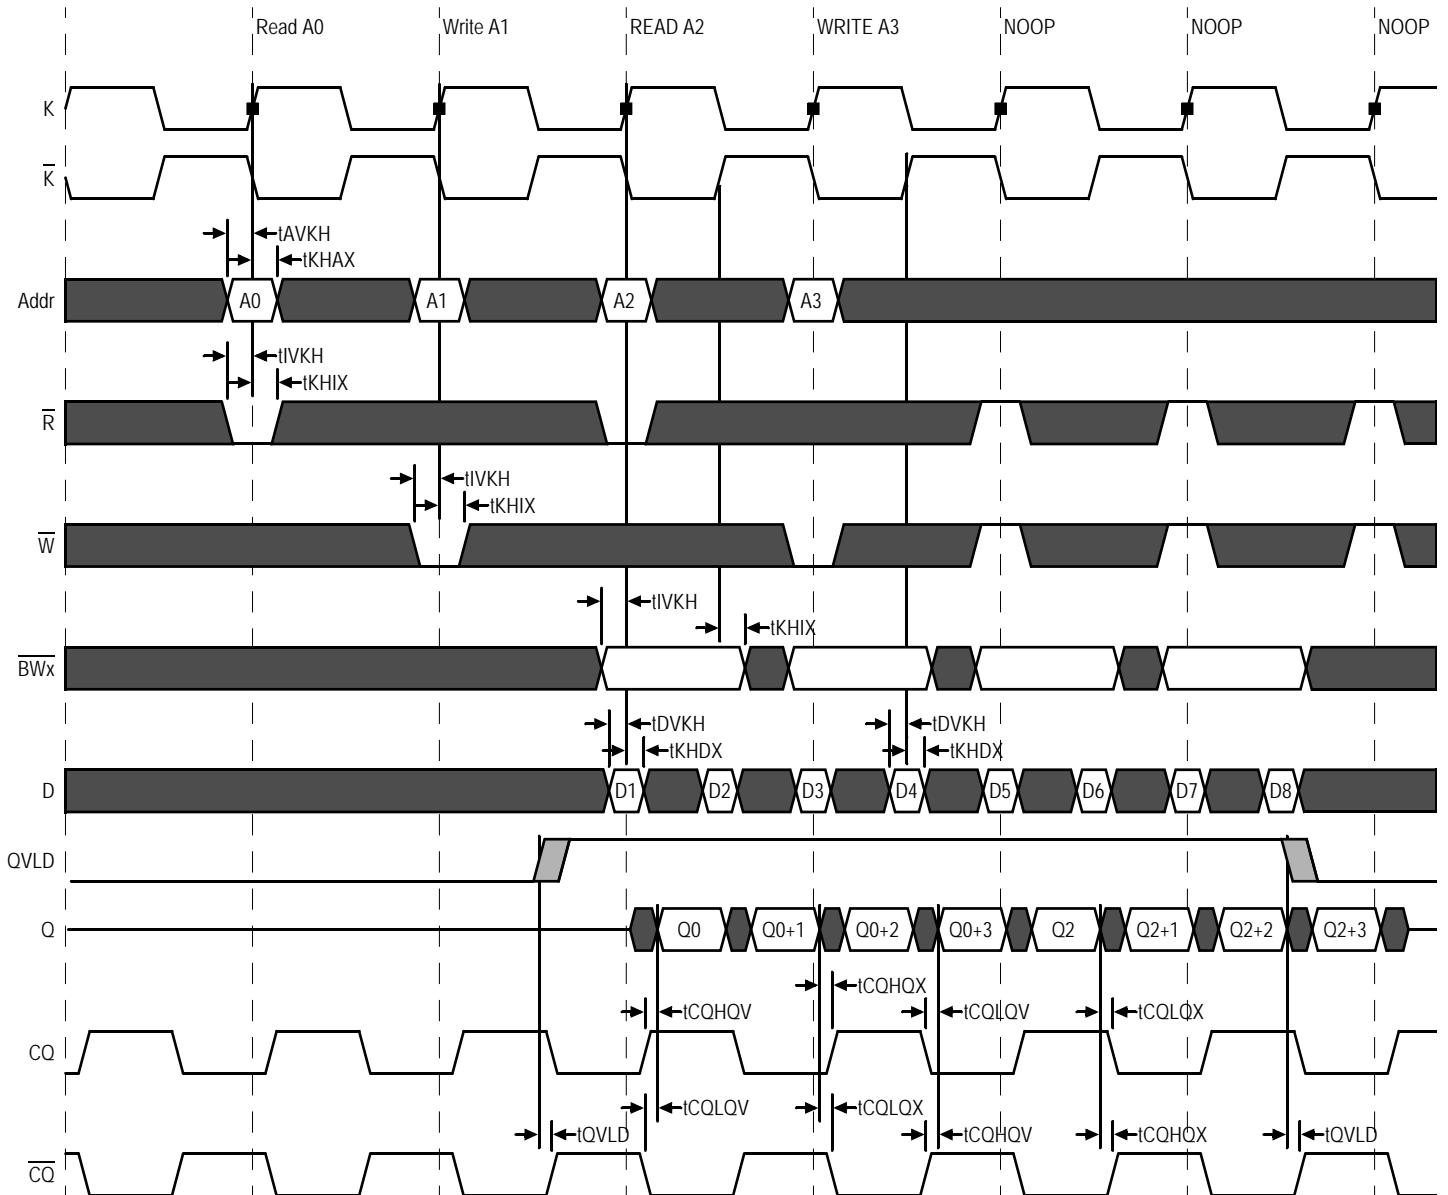 Read A0 Write A1 READ A2 WRITE A3 NOOP NOOP NOOP
K
K̅
tAVKH
tKHAX
Addr A0 A1 A2 A3
tIVKH
tKHIX
R̅
tIVKH
tKHIX
W̅
tIVKH
tKHIX
B̅W̅x̅
tDVKH tDVKH
tKHDX tKHDX
D D1 D2 D3 D4 D5 D6 D7 D8
QVLD
Q Q0 Q0+1 Q0+2 Q0+3 Q2 Q2+1 Q2+2 Q2+3
tCQHQX
tCQHQV tCQLQV tCQLQX
CQ
tCQLQV tCQLQX
tQVLD tCQHQV tCQHQX tQVLD
C̅Q̅